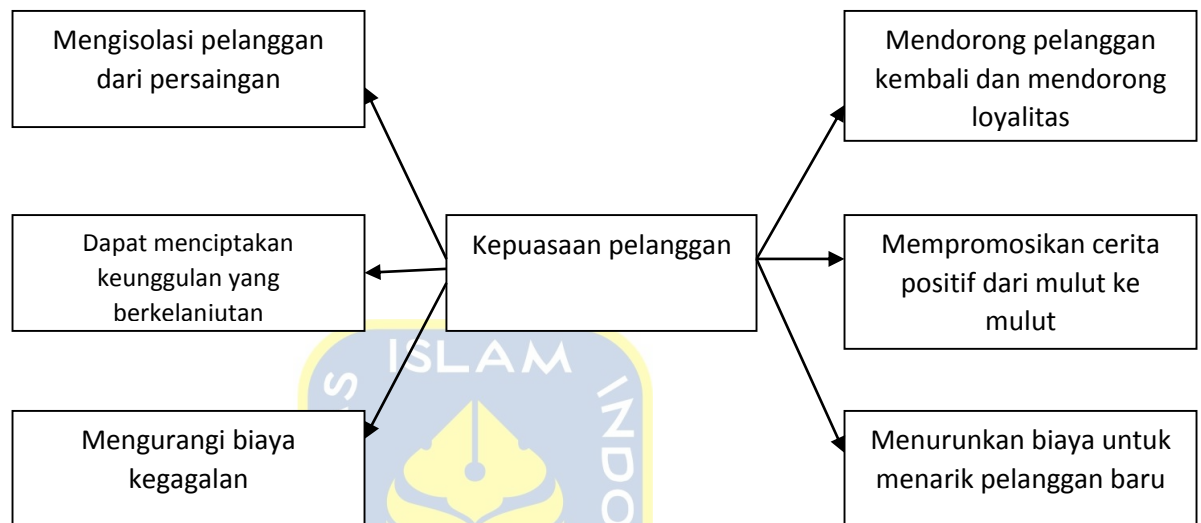 Mengisolasi pelanggan
dari persaingan
Mendorong pelanggan
kembali dan mendorong
loyalitas
Dapat menciptakan
keunggulan yang
berkelaniutan
Kepuasaan pelanggan
Mempromosikan cerita
positif dari mulut ke
mulut
Mengurangi biaya
kegagalan
Menurunkan biaya untuk
menarik pelanggan baru
ISLAM